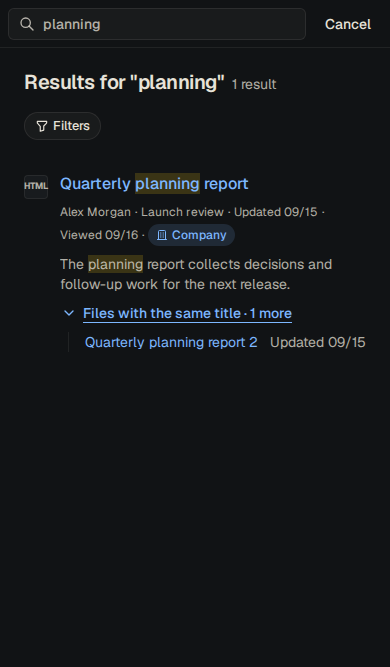 planning
Cancel
Results for "planning" 1 result
Filters
HTML
Quarterly planning report
Alex Morgan · Launch review · Updated 09/15 ·
Viewed 09/16 · Company
The planning report collects decisions and
follow-up work for the next release.
Files with the same title · 1 more
Quarterly planning report 2 Updated 09/15